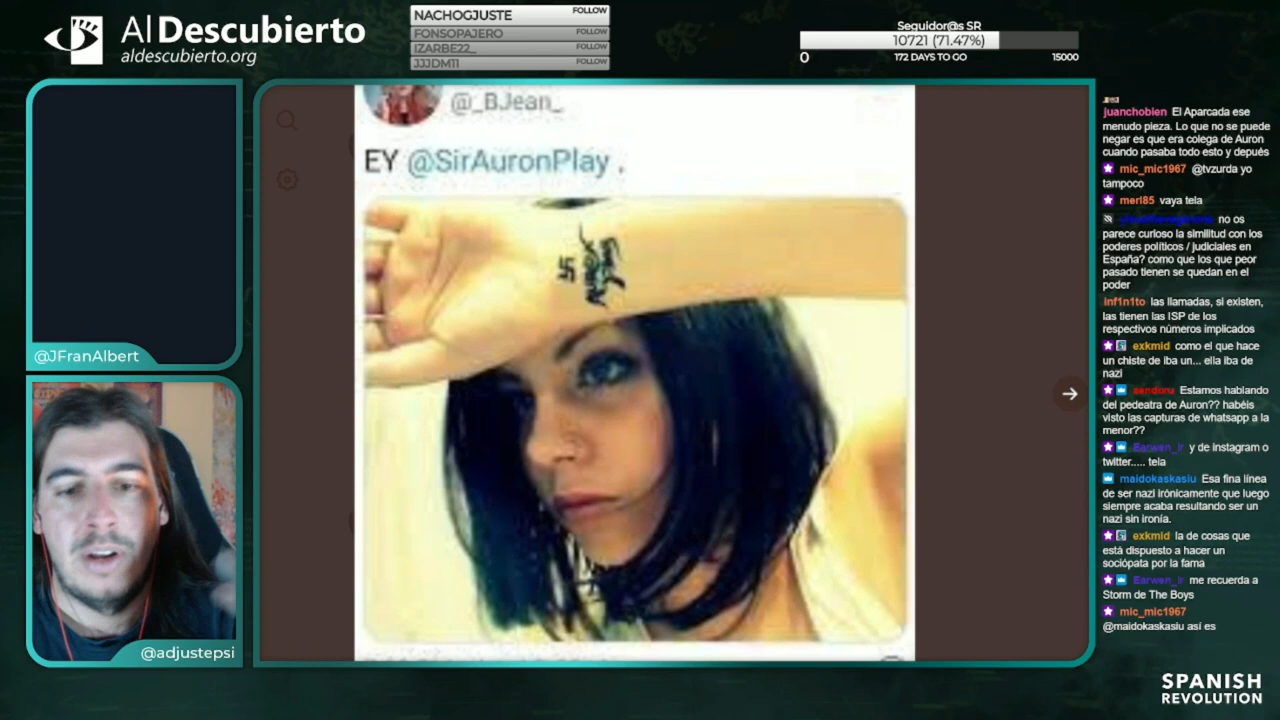 Al Descubierto
aldescubierto.org
NACHOGJUSTE FOLLOW
FONSOPAJERO FOLLOW
IZARBE22_ FOLLOW
JJJDM11 FOLLOW
Seguidor@s SR
10721 (71.47%)
0 172 DAYS TO GO 15000
@_BJean_
EY @SirAuronPlay .
@JFranAlbert
@adjustepsi
juanchobien El Aparcada ese
menudo pieza. Lo que no se puede
negar es que era colega de Auron
cuando pasaba todo esto y depués
mic_mic1967 @tvzurda yo
tampoco
meri85 vaya tela
no os
parece curioso la similitud con los
poderes políticos / judiciales en
España? como que los que peor
pasado tienen se quedan en el
poder
inf1n1to las llamadas, si existen,
las tienen las ISP de los
respectivos números implicados
exkmid como el que hace
un chiste de iba un... ella iba de
nazi
Estamos hablando
del pedeatra de Auron?? habéis
visto las capturas de whatsapp a la
menor??
Earwen_ir y de instagram o
twitter..... tela
maidokaskasiu Esa fina línea
de ser nazi irónicamente que luego
siempre acaba resultando ser un
nazi sin ironía.
exkmid la de cosas que
está dispuesto a hacer un
sociópata por la fama
Earwen_ir me recuerda a
Storm de The Boys
mic_mic1967
@maidokaskasiu así es
SPANISH
REVOLUTION